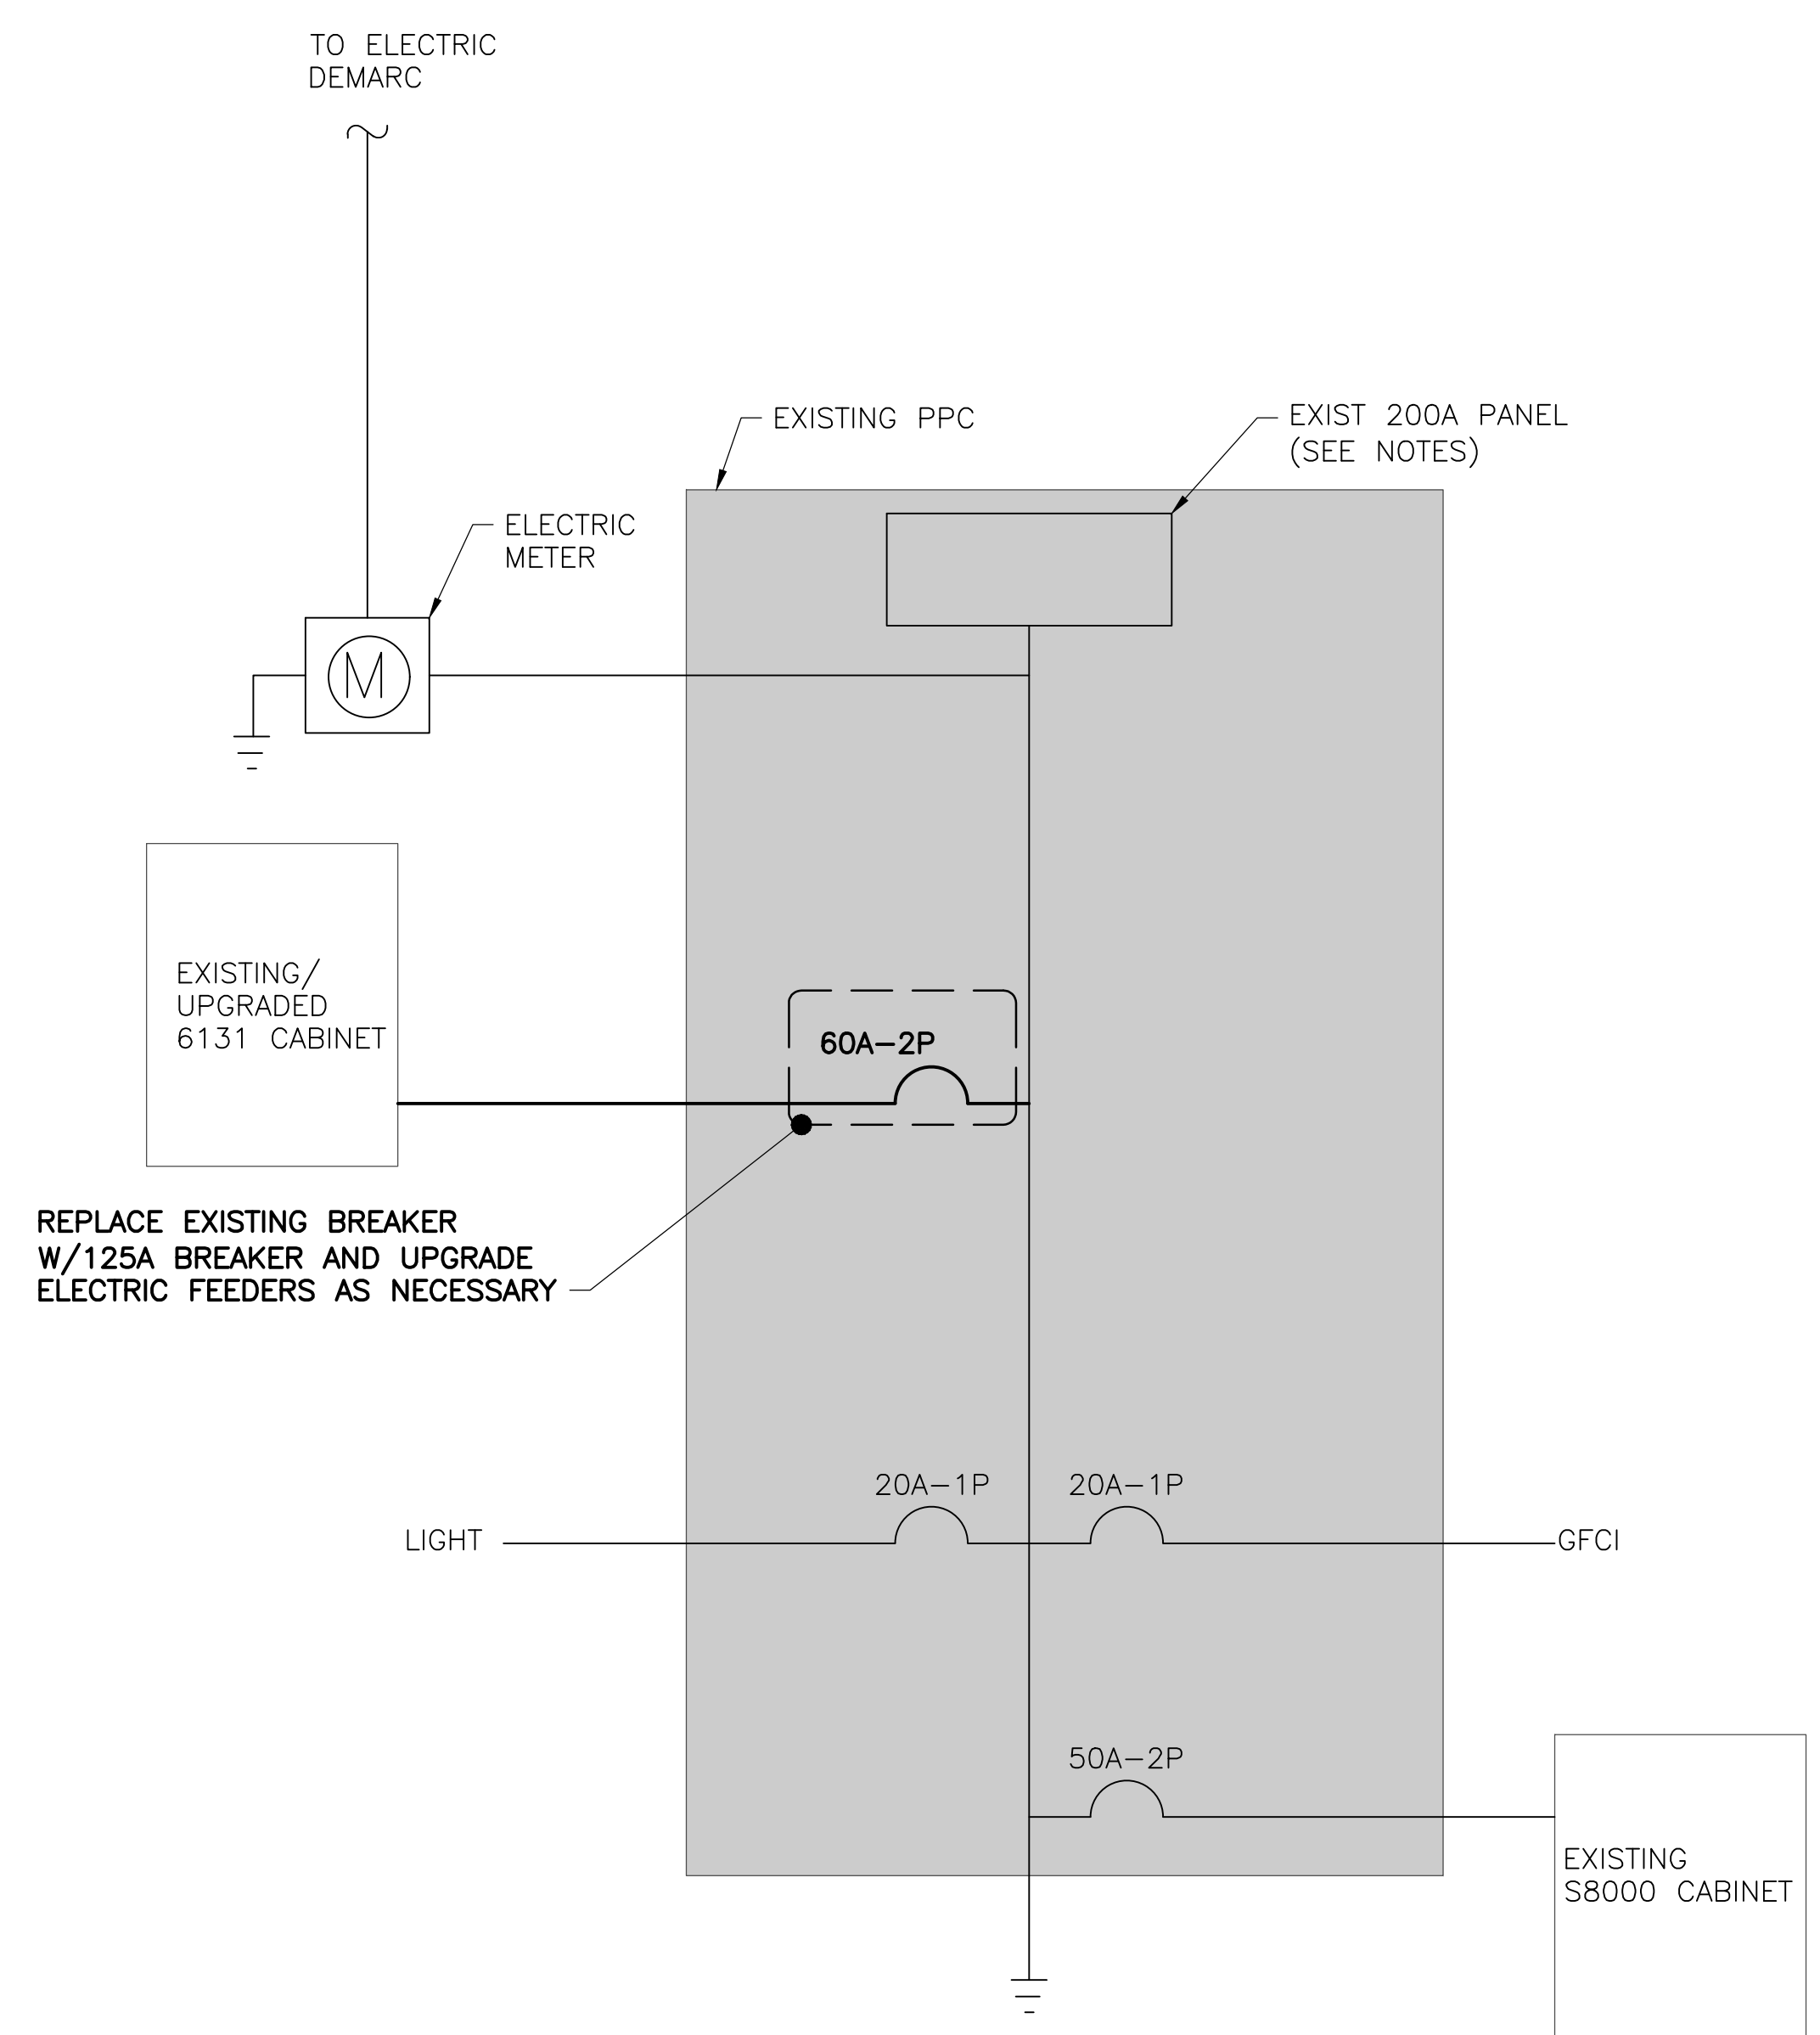 TO ELECTRIC
DEMARC
EXISTING PPC
EXIST 200A PANEL
(SEE NOTES)
ELECTRIC
METER
M
EXISTING/
UPGRADED
6131 CABINET
60A-2P
REPLACE EXISTING BREAKER
W/125A BREAKER AND UPGRADE
ELECTRIC FEEDERS AS NECESSARY
20A-1P
20A-1P
LIGHT
GFCI
50A-2P
EXISTING
S8000 CABINET